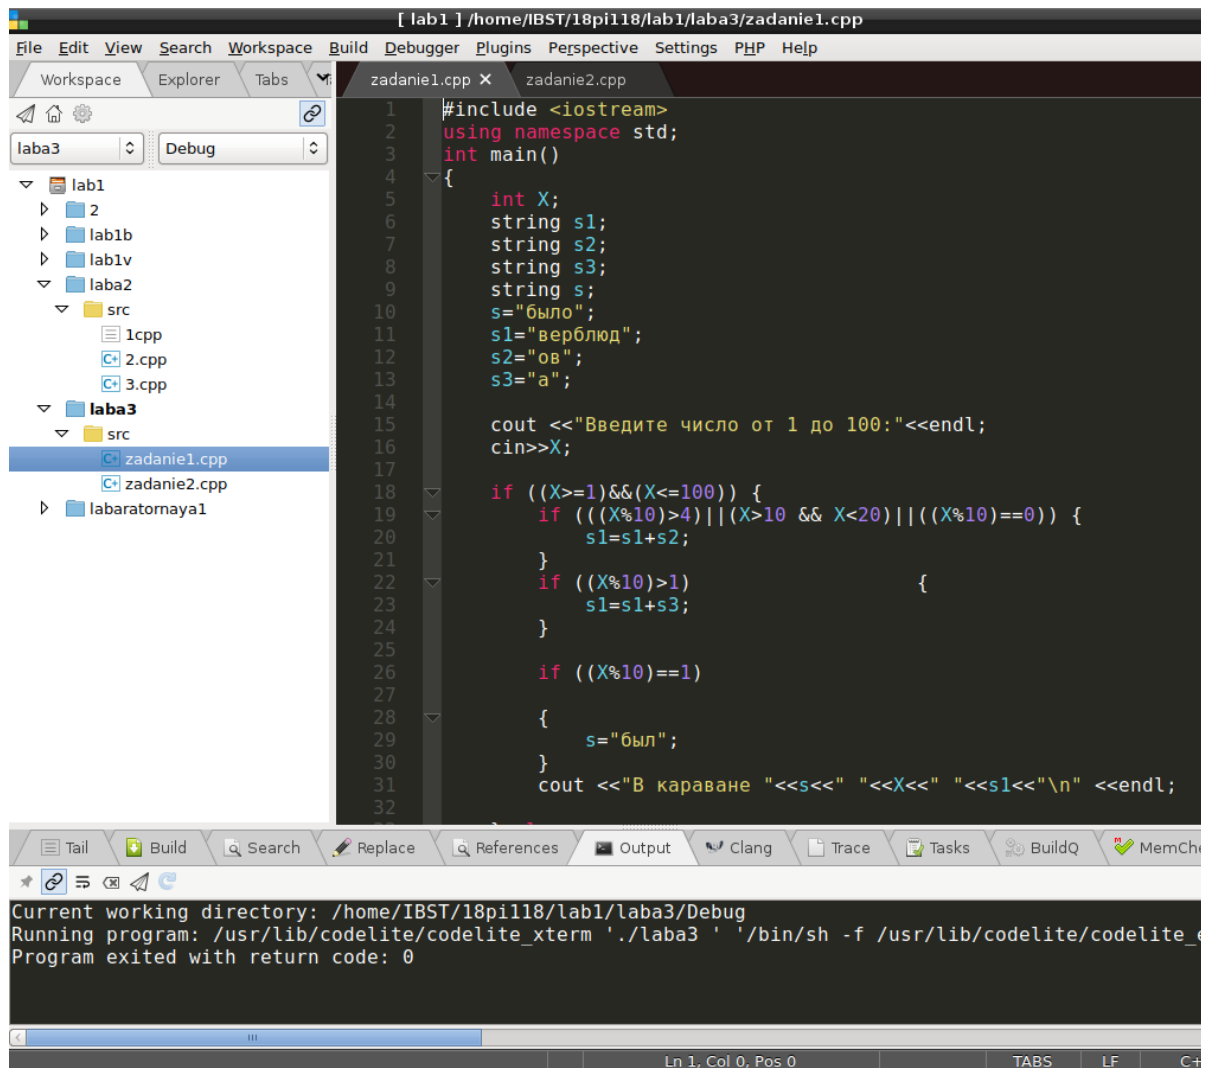 [ lab1 ] /home/IBST/18pi118/lab1/laba3/zadanie1.cpp
File Edit View Search Workspace Build Debugger Plugins Perspective Settings PHP Help
Workspace Explorer Tabs
zadanie1.cpp zadanie2.cpp
laba3 Debug
lab1
2
lab1b
lab1v
laba2
src
1cpp
2.cpp
3.cpp
laba3
src
zadanie1.cpp
zadanie2.cpp
labaratornaya1
1 #include <iostream>
2 using namespace std;
3 int main()
4 {
5 int X;
6 string s1;
7 string s2;
8 string s3;
9 string s;
10 s="было";
11 s1="верблюд";
12 s2="ов";
13 s3="а";
14
15 cout <<"Введите число от 1 до 100:"<<endl;
16 cin>>X;
17
18 if ((X>=1)&&(X<=100)) {
19 if (((X%10)>4)||(X>10 && X<20)||((X%10)==0)) {
20 s1=s1+s2;
21 }
22 if ((X%10)>1) {
23 s1=s1+s3;
24 }
25
26 if ((X%10)==1)
27
28 {
29 s="был";
30 }
31 cout <<"В караване "<<s<<" "<<X<<" "<<s1<<"\n" <<endl;
32
Tail Build Search Replace References Output Clang Trace Tasks BuildQ MemChe
Current working directory: /home/IBST/18pi118/lab1/laba3/Debug
Running program: /usr/lib/codelite/codelite_xterm './laba3 ' '/bin/sh -f /usr/lib/codelite/codelite_e
Program exited with return code: 0
Ln 1, Col 0, Pos 0 TABS LF C+